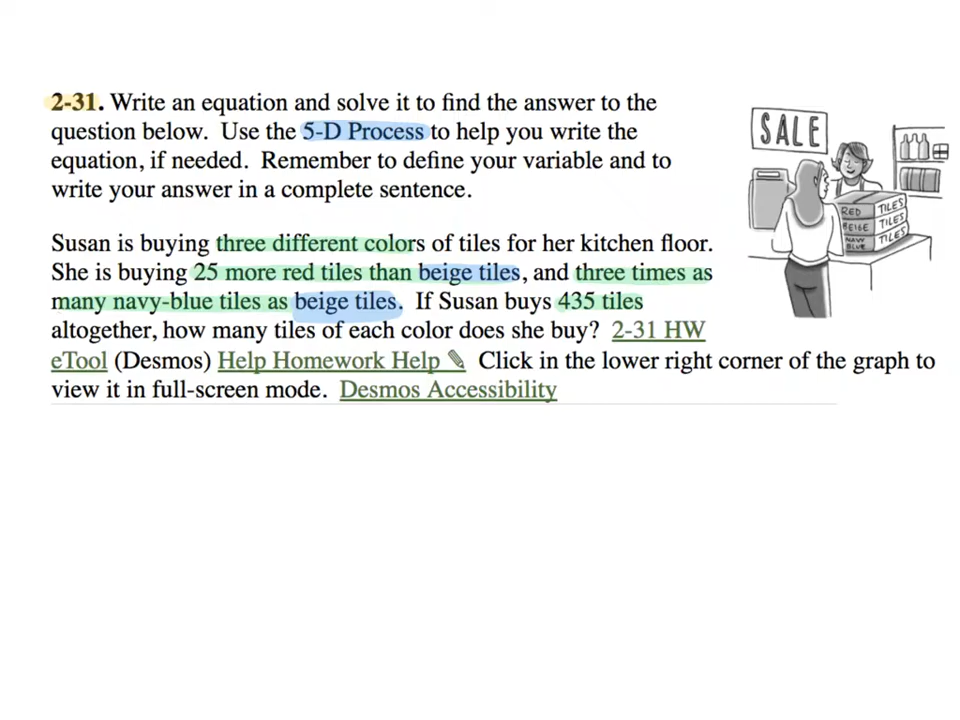 2-31. Write an equation and solve it to find the answer to the
question below. Use the 5-D Process to help you write the
equation, if needed. Remember to define your variable and to
write your answer in a complete sentence.
SALE
RED TILES
BEIGE TILES
NAVY BLUE TILES
Susan is buying three different colors of tiles for her kitchen floor.
She is buying 25 more red tiles than beige tiles, and three times as
many navy-blue tiles as beige tiles. If Susan buys 435 tiles
altogether, how many tiles of each color does she buy? 2-31 HW
eTool (Desmos) Help Homework Help ✎ Click in the lower right corner of the graph to
view it in full-screen mode. Desmos Accessibility